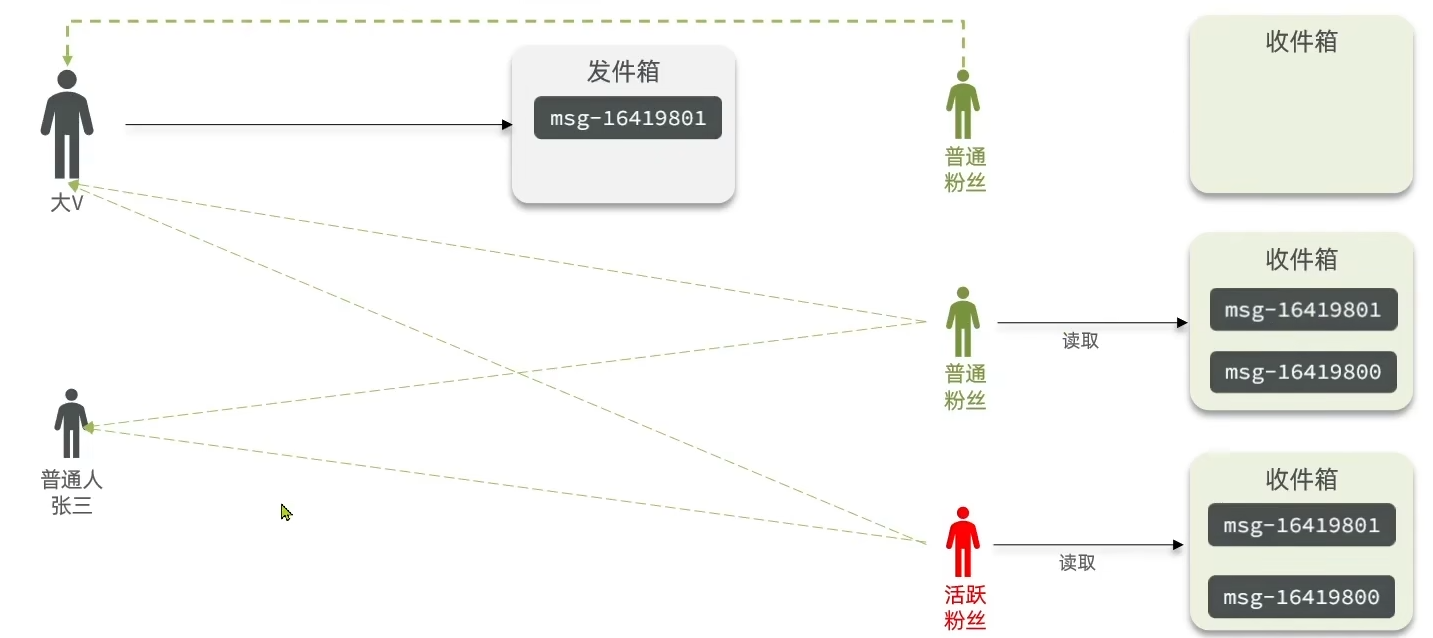 收件箱
发件箱
msg-16419801
大V
普通
粉丝
收件箱
msg-16419801
读取
msg-16419800
普通
粉丝
普通人
张三
收件箱
msg-16419801
读取
msg-16419800
活跃
粉丝